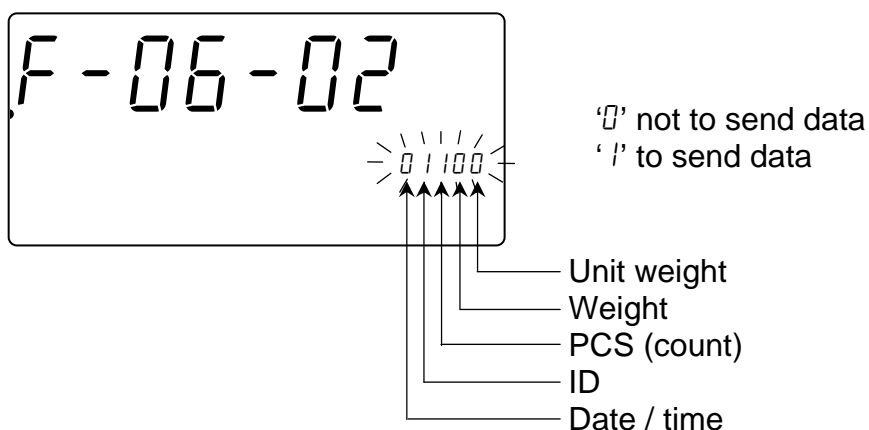 F-06-02
01100
‘0’ not to send data
‘1’ to send data
Unit weight
Weight
PCS (count)
ID
Date / time